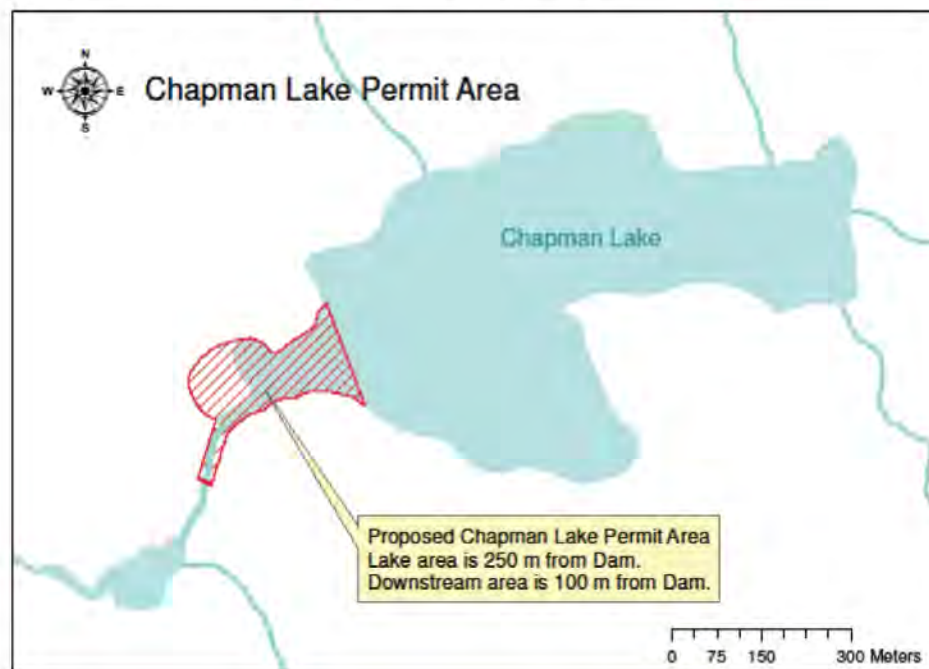 N
W E
S
Chapman Lake Permit Area
Chapman Lake
Proposed Chapman Lake Permit Area
Lake area is 250 m from Dam.
Downstream area is 100 m from Dam.
0 75 150 300 Meters